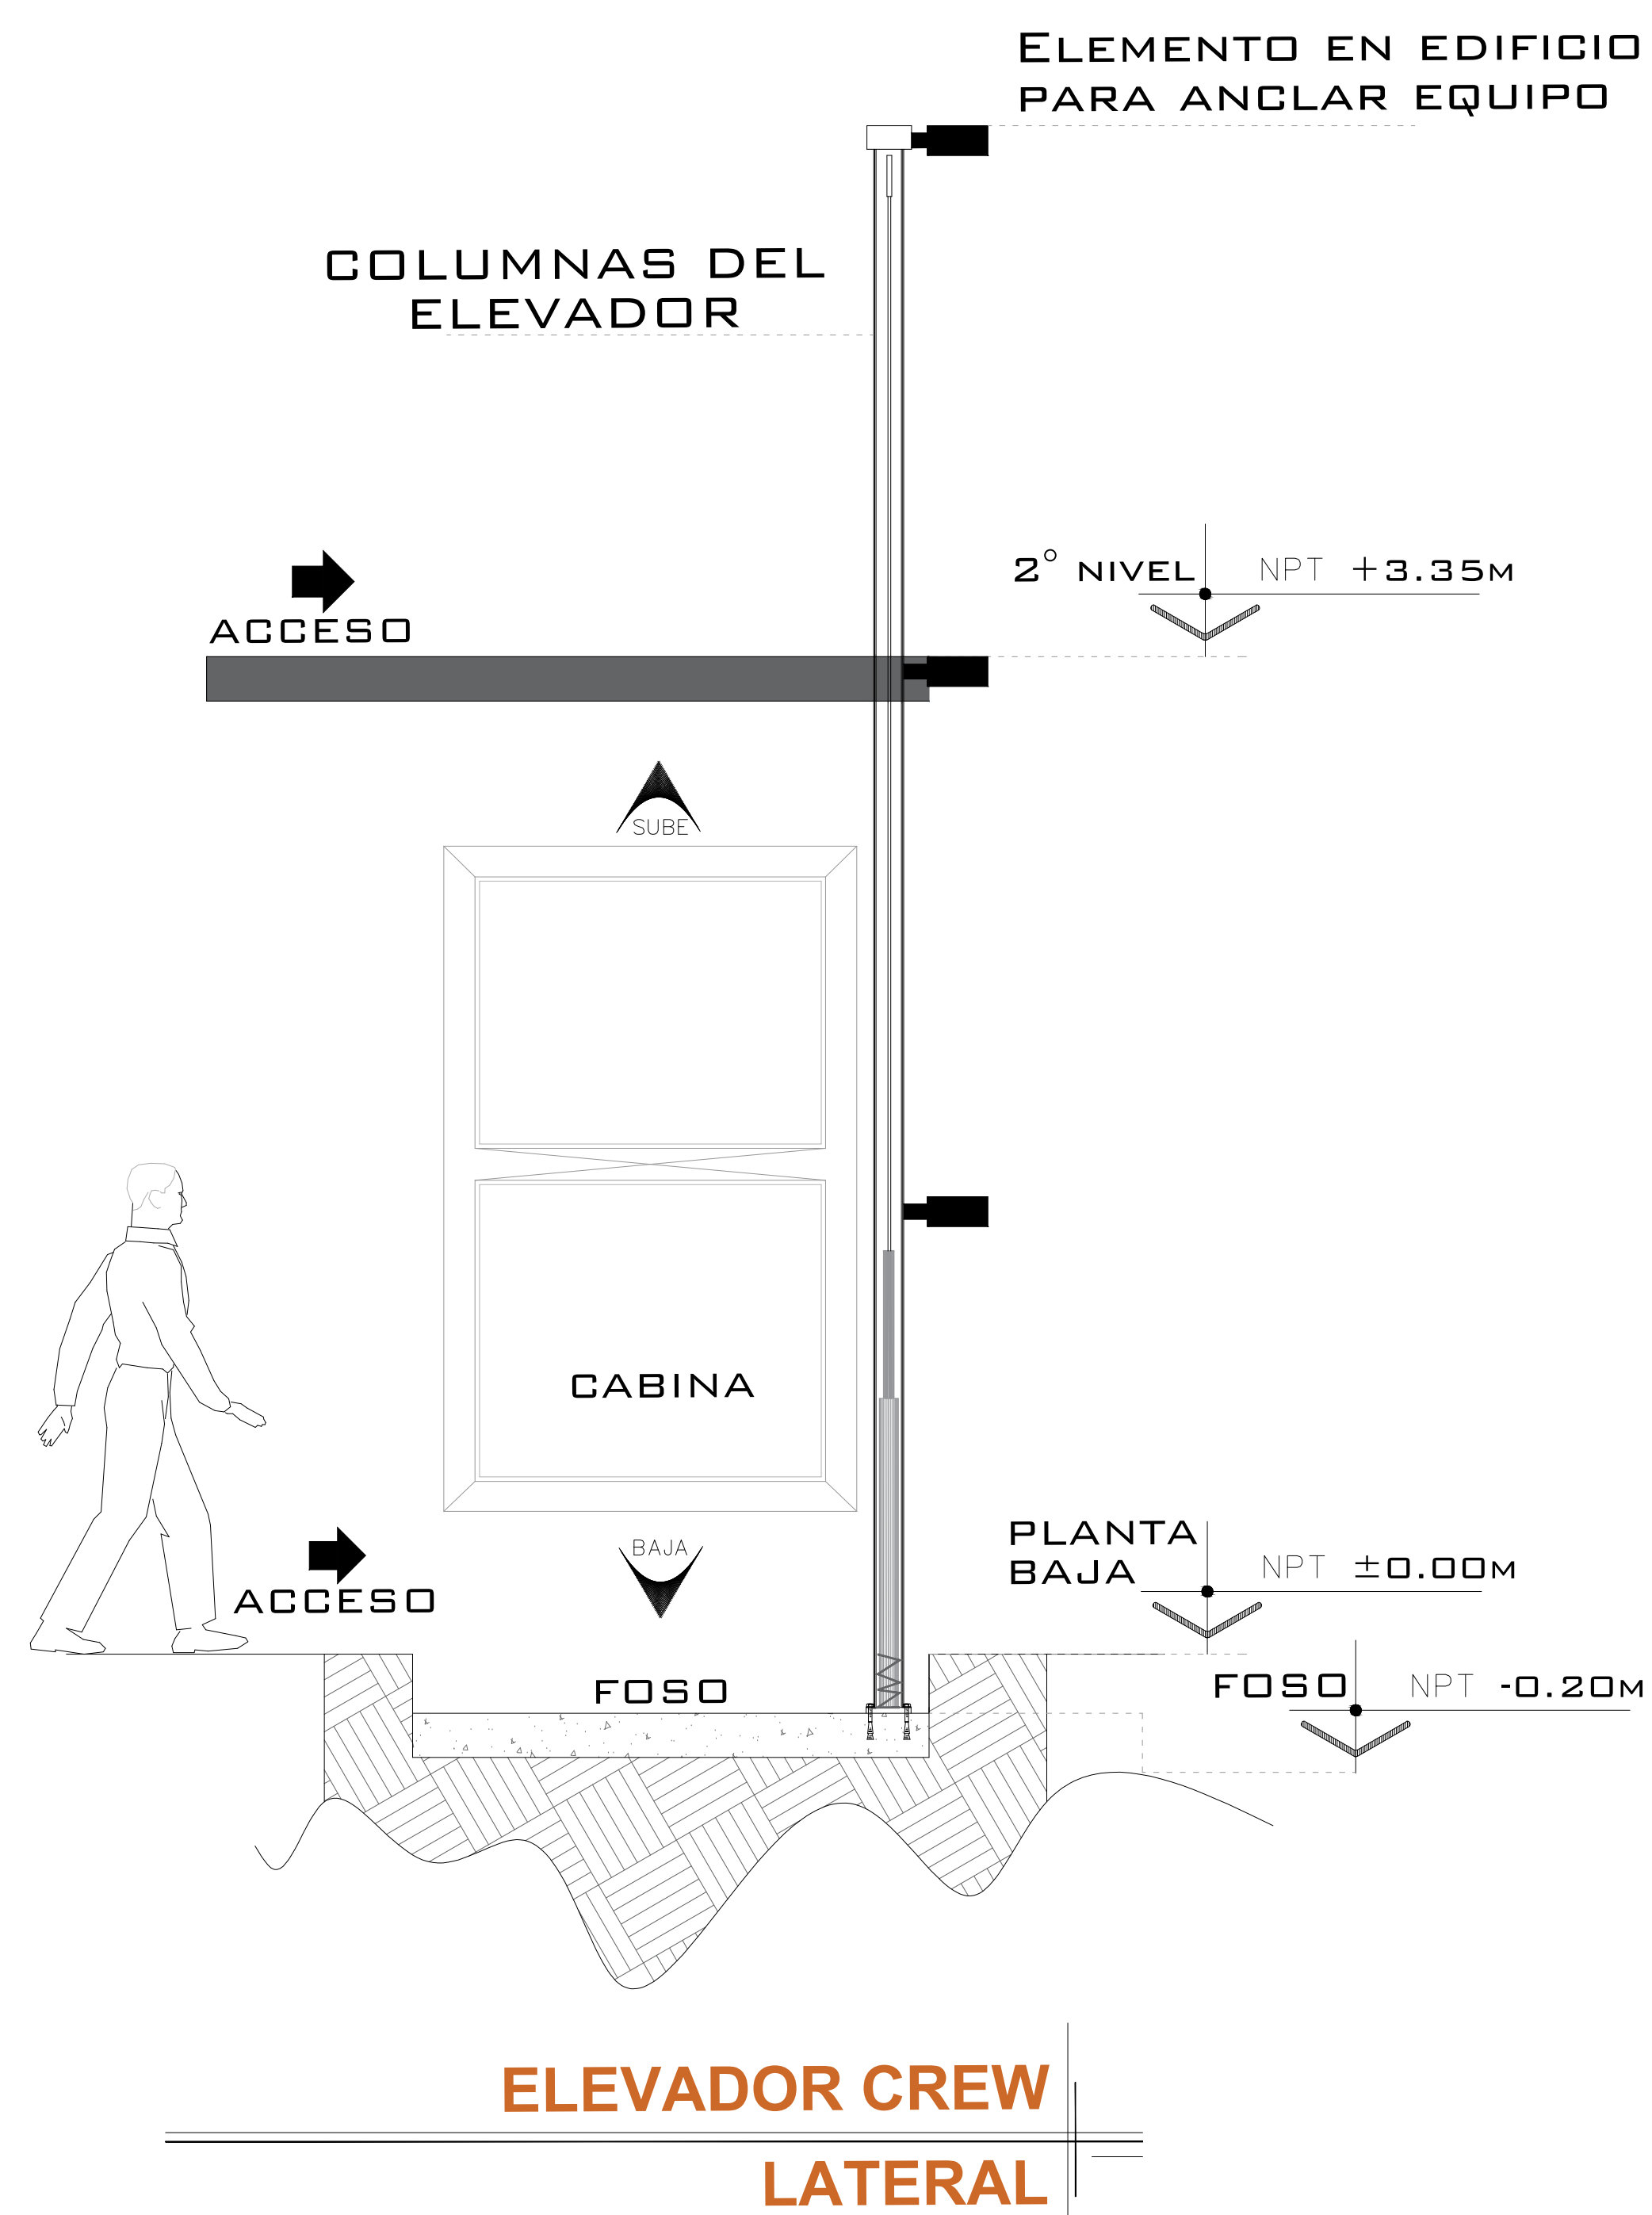 ELEMENTO EN EDIFICIO
PARA ANCLAR EQUIPO
COLUMNAS DEL
ELEVADOR
2° NIVEL NPT +3.35M
ACCESO
SUBE
CABINA
BAJA
PLANTA
BAJA
NPT ±0.00M
ACCESO
FOSO
FOSO NPT -0.20M
ELEVADOR CREW
LATERAL